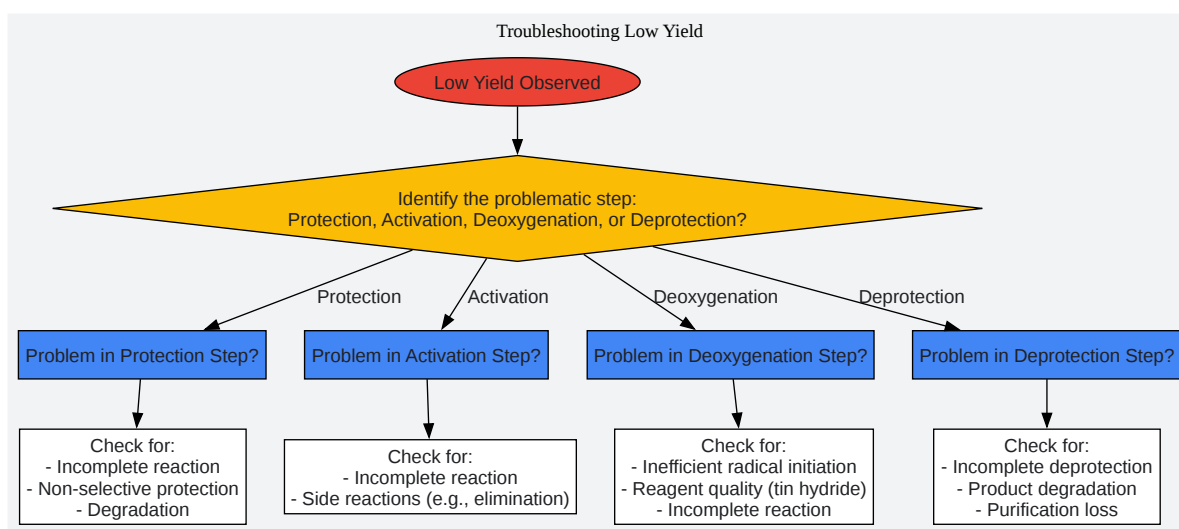 Troubleshooting Low Yield
Low Yield Observed
Identify the problematic step:
Protection, Activation, Deoxygenation, or Deprotection?
Protection
Activation
Deoxygenation
Deprotection
Problem in Protection Step?
Problem in Activation Step?
Problem in Deoxygenation Step?
Problem in Deprotection Step?
Check for:
- Incomplete reaction
- Non-selective protection
- Degradation
Check for:
- Incomplete reaction
- Side reactions (e.g., elimination)
Check for:
- Inefficient radical initiation
- Reagent quality (tin hydride)
- Incomplete reaction
Check for:
- Incomplete deprotection
- Product degradation
- Purification loss